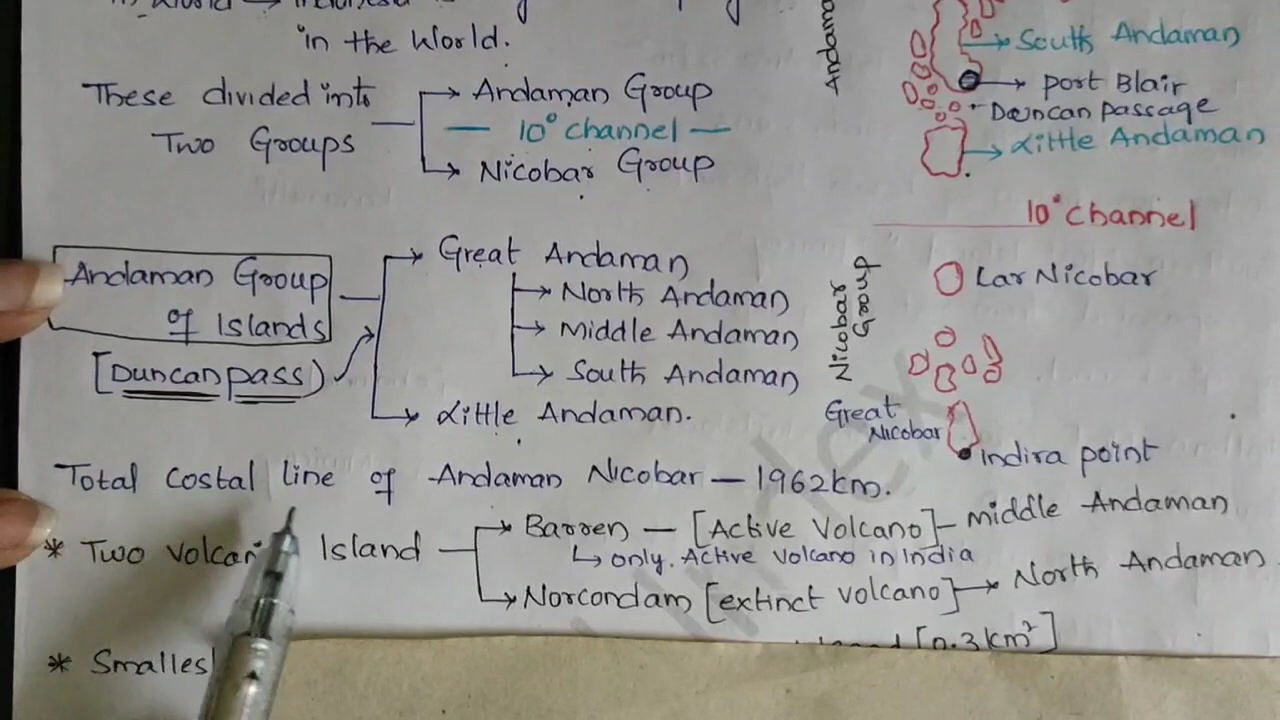 in the World.
These divided into
Two Groups
Andaman Group
10° channel
Nicobar Group
South Andaman
port Blair
Duncan passage
Little Andaman
10° channel
Andaman Group
of Islands
[Duncan pass)
Great Andaman
North Andaman
Middle Andaman
South Andaman
Little Andaman.
Nicobar
Group
Car Nicobar
Great
Nicobar
Indira point
Total Costal line of Andaman Nicobar – 1962km.
* Two Island
Barren – [Active Volcano] – middle Andaman
only. Active Volcano in India
Norcondam [extinct volcano] → North Andaman
[0.3km²]
*